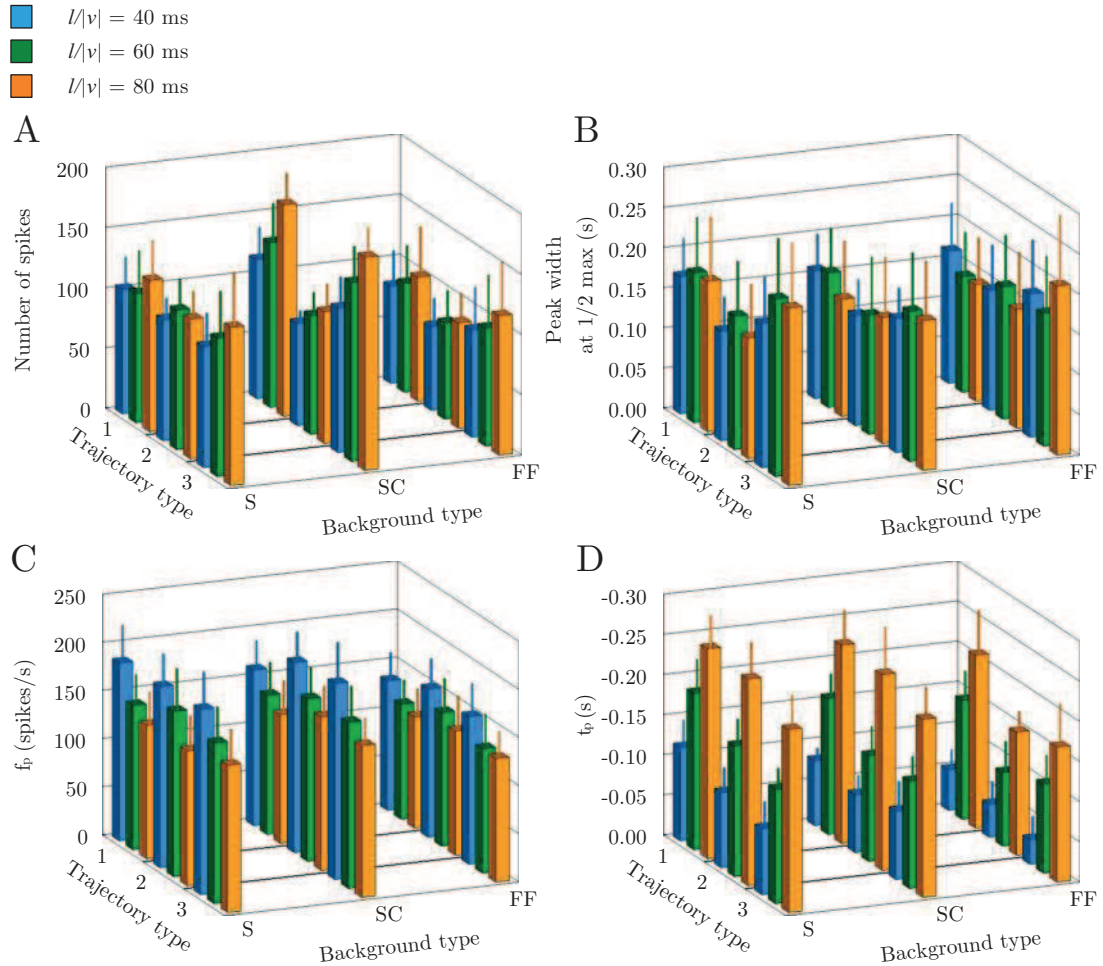 l/|v| = 40 ms
l/|v| = 60 ms
l/|v| = 80 ms
A
Number of spikes
200
150
100
50
0
1
2
3
Trajectory type
S
SC
FF
Background type
B
Peak width
at 1/2 max (s)
0.30
0.25
0.20
0.15
0.10
0.05
0.00
1
2
3
Trajectory type
S
SC
FF
Background type
C
fₚ (spikes/s)
250
200
150
100
50
0
1
2
3
Trajectory type
S
SC
FF
Background type
D
tₚ(s)
-0.30
-0.25
-0.20
-0.15
-0.10
-0.05
0.00
1
2
3
Trajectory type
S
SC
FF
Background type